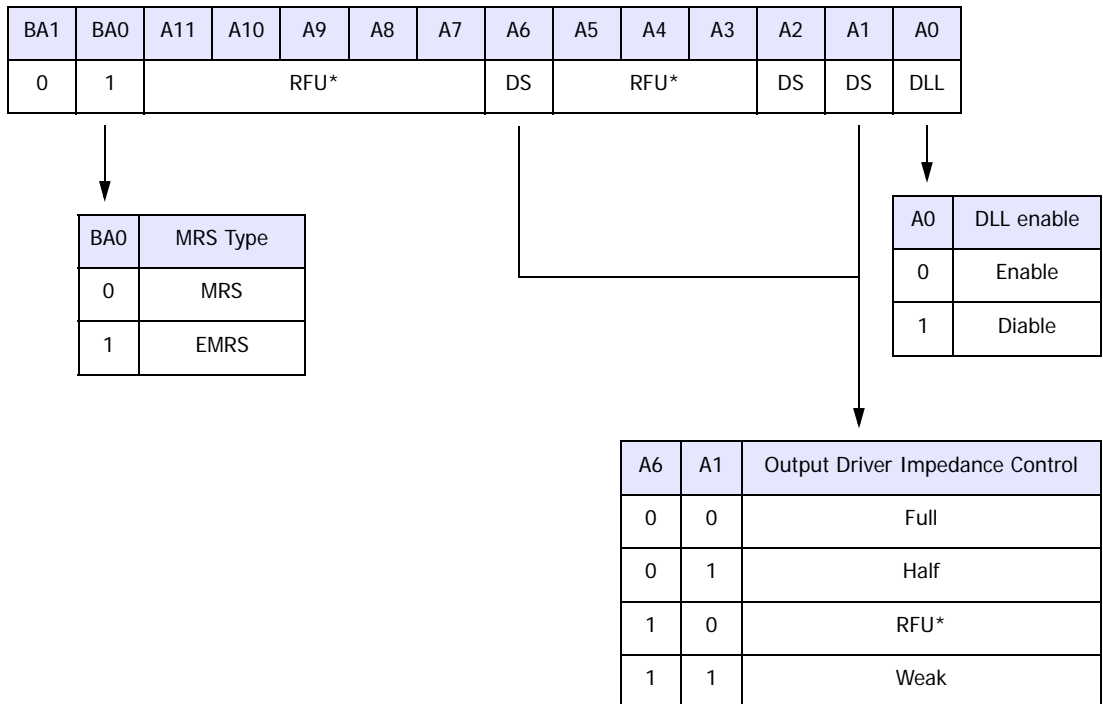 BA1 BA0 A11 A10 A9 A8 A7 A6 A5 A4 A3 A2 A1 A0
0 1 RFU* DS RFU* DS DS DLL
BA0 MRS Type
0 MRS
1 EMRS
A0 DLL enable
0 Enable
1 Diable
A6 A1 Output Driver Impedance Control
0 0 Full
0 1 Half
1 0 RFU*
1 1 Weak